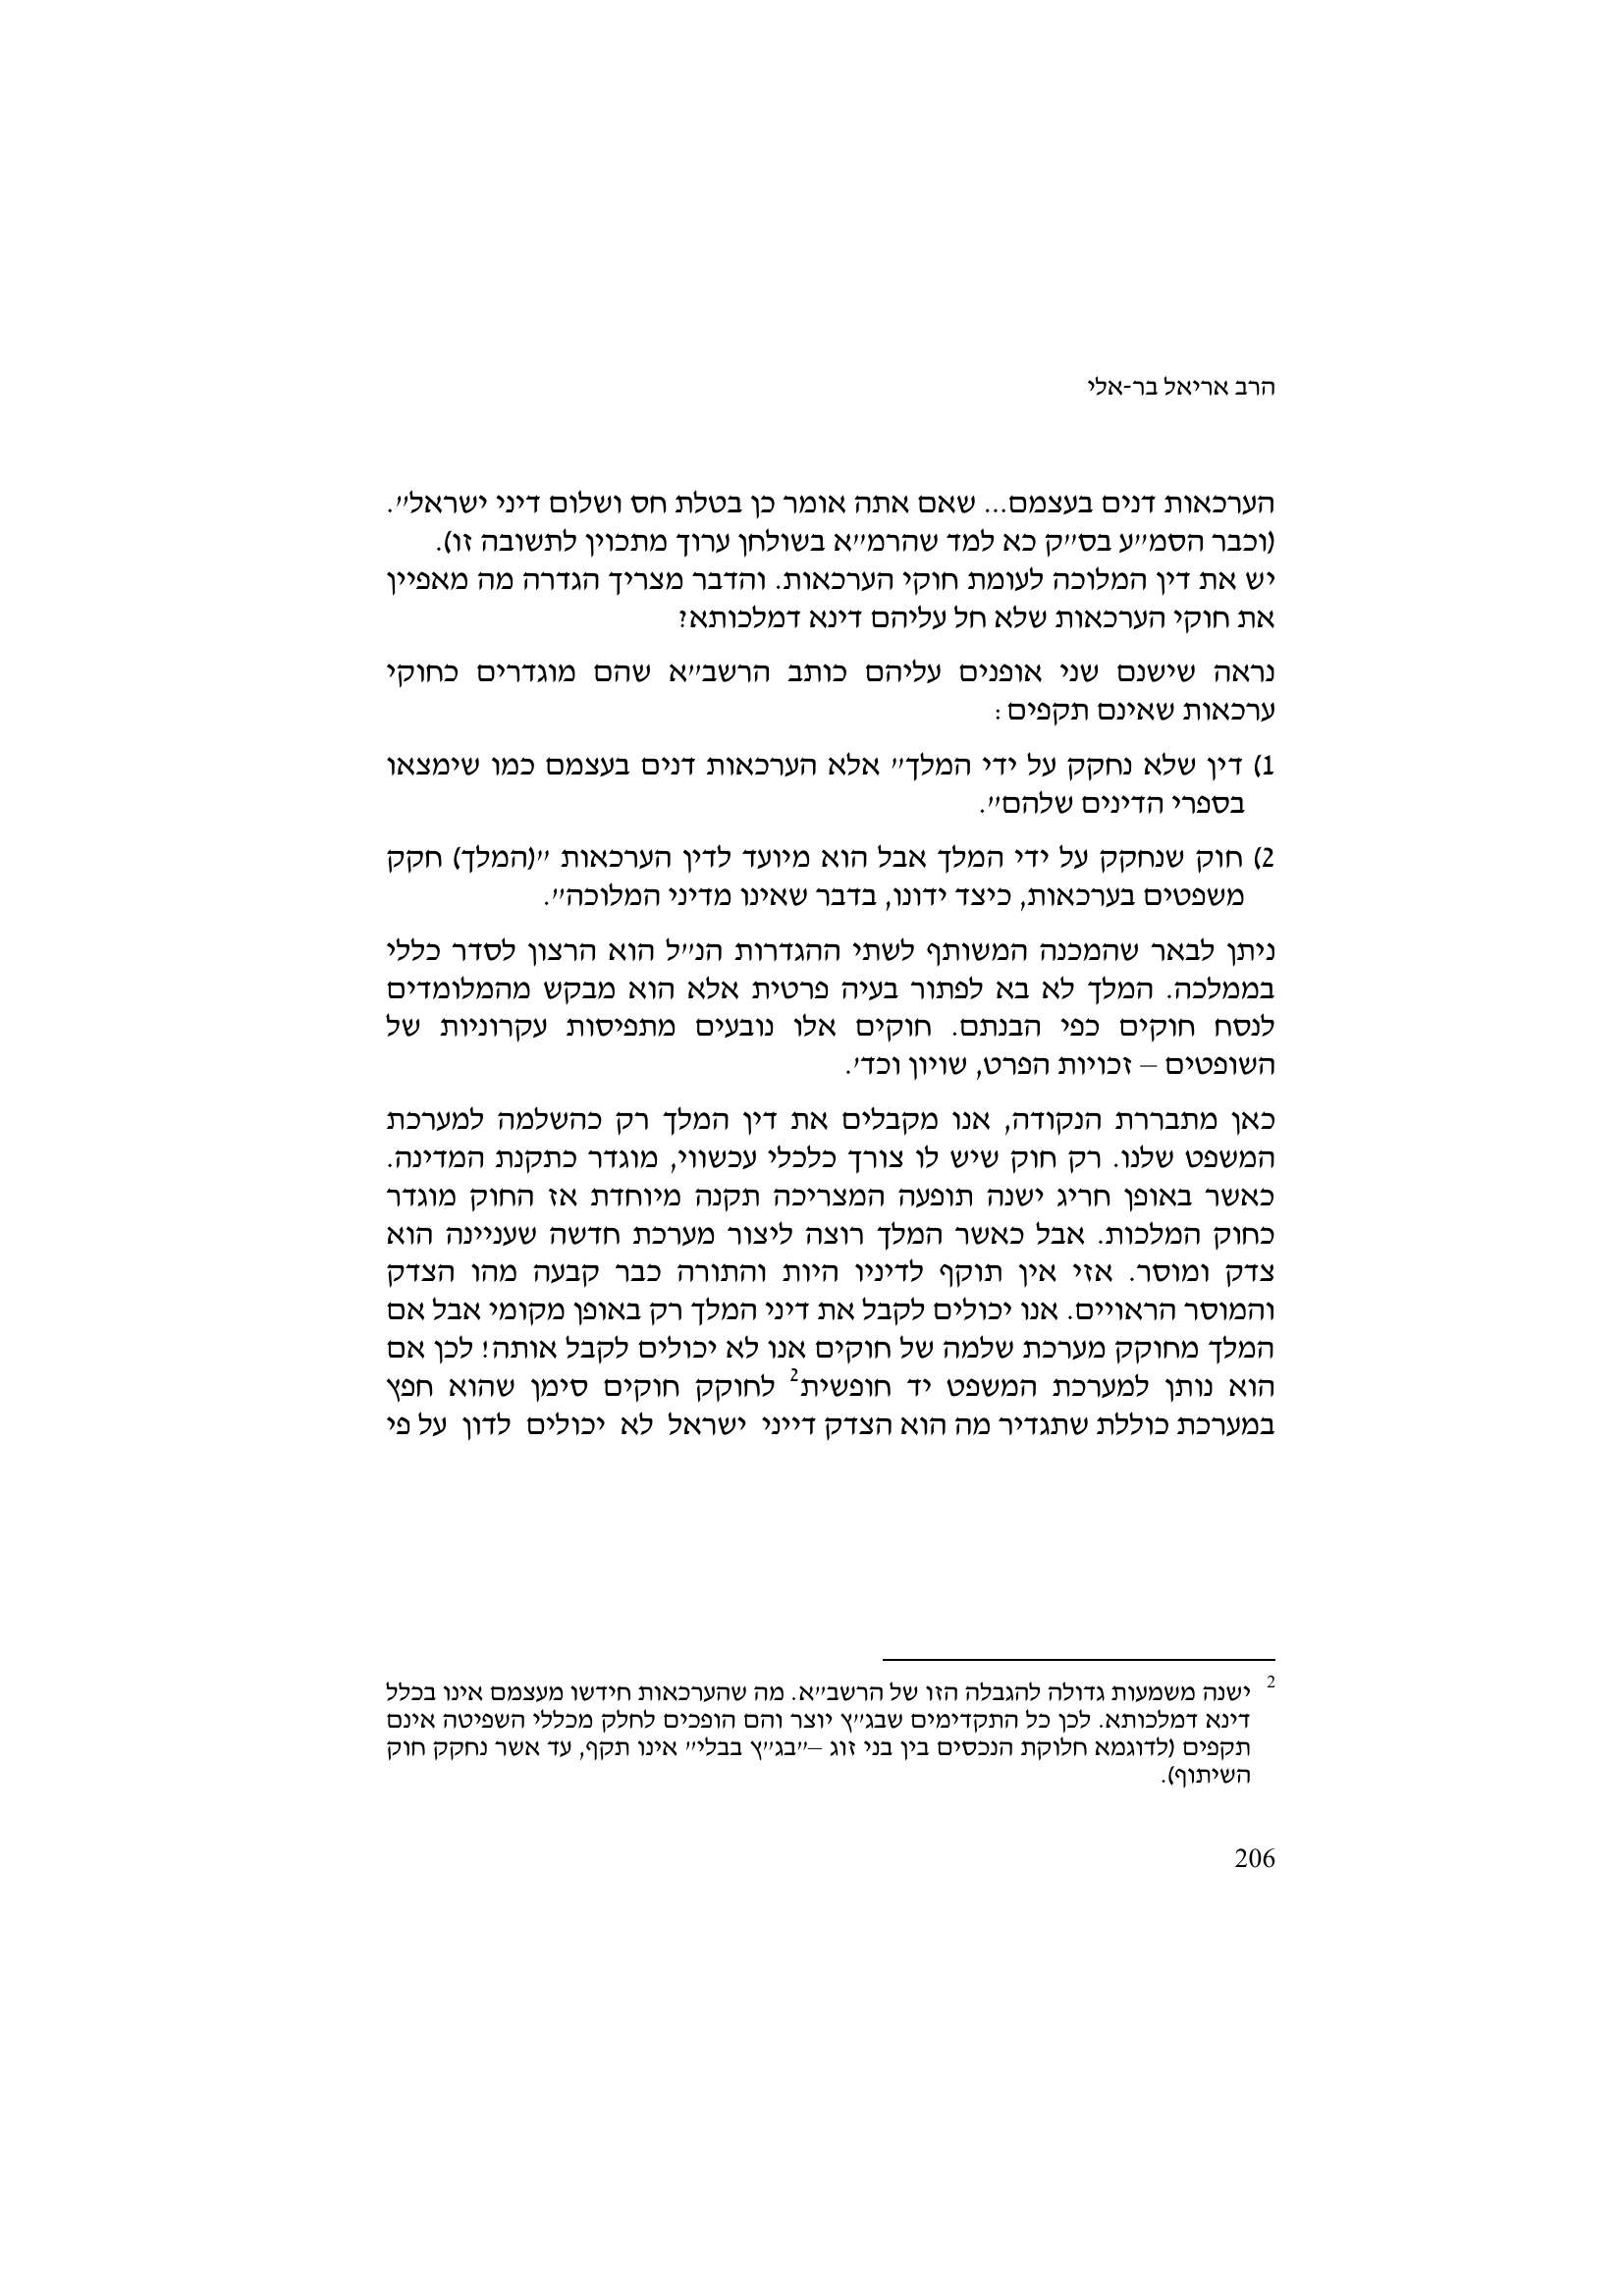 הרב אריאל בר-אלי
הערכאות דנים בעצמם... שאם אתה אומר כן בטלת חס ושלום דיני ישראל״.
(וכבר הסמ״ע בס״ק כא למד שהרמ״א בשולחן ערוך מתכוין לתשובה זו).
יש את דין המלוכה לעומת חוקי הערכאות. והדבר מצריך הגדרה מה מאפיין
את חוקי הערכאות שלא חל עליהם דינא דמלכותא?
נראה שישנם שני אופנים עליהם כותב הרשב״א שהם מוגדרים כחוקי
ערכאות שאינם תקפים:
1) דין שלא נחקק על ידי המלך״ אלא הערכאות דנים בעצמם כמו שימצאו
בספרי הדינים שלהם״.
2) חוק שנחקק על ידי המלך אבל הוא מיועד לדין הערכאות ״(המלך) חקק
משפטים בערכאות, כיצד ידונו, בדבר שאינו מדיני המלוכה״.
ניתן לבאר שהמכנה המשותף לשתי ההגדרות הנ״ל הוא הרצון לסדר כללי
בממלכה. המלך לא בא לפתור בעיה פרטית אלא הוא מבקש מהמלומדים
לנסח חוקים כפי הבנתם. חוקים אלו נובעים מתפיסות עקרוניות של
השופטים – זכויות הפרט, שויון וכד׳.
כאן מתבררת הנקודה, אנו מקבלים את דין המלך רק כהשלמה למערכת
המשפט שלנו. רק חוק שיש לו צורך כלכלי עכשווי, מוגדר כתקנת המדינה.
כאשר באופן חריג ישנה תופעה המצריכה תקנה מיוחדת אז החוק מוגדר
כחוק המלכות. אבל כאשר המלך רוצה ליצור מערכת חדשה שעניינה הוא
צדק ומוסר. אזי אין תוקף לדיניו היות והתורה כבר קבעה מהו הצדק
והמוסר הראויים. אנו יכולים לקבל את דיני המלך רק באופן מקומי אבל אם
המלך מחוקק מערכת שלמה של חוקים אנו לא יכולים לקבל אותה! לכן אם
הוא נותן למערכת המשפט יד חופשית2 לחוקק חוקים סימן שהוא חפץ
במערכת כוללת שתגדיר מה הוא הצדק דייני ישראל לא יכולים לדון על פי
2 ישנה משמעות גדולה להגבלה הזו של הרשב״א. מה שהערכאות חידשו מעצמם אינו בכלל
דינא דמלכותא. לכן כל התקדימים שבג״ץ יוצר והם הופכים לחלק מכללי השפיטה אינם
תקפים (לדוגמא חלוקת הנכסים בין בני זוג –״בג״ץ בבלי״ אינו תקף, עד אשר נחקק חוק
השיתוף).
206